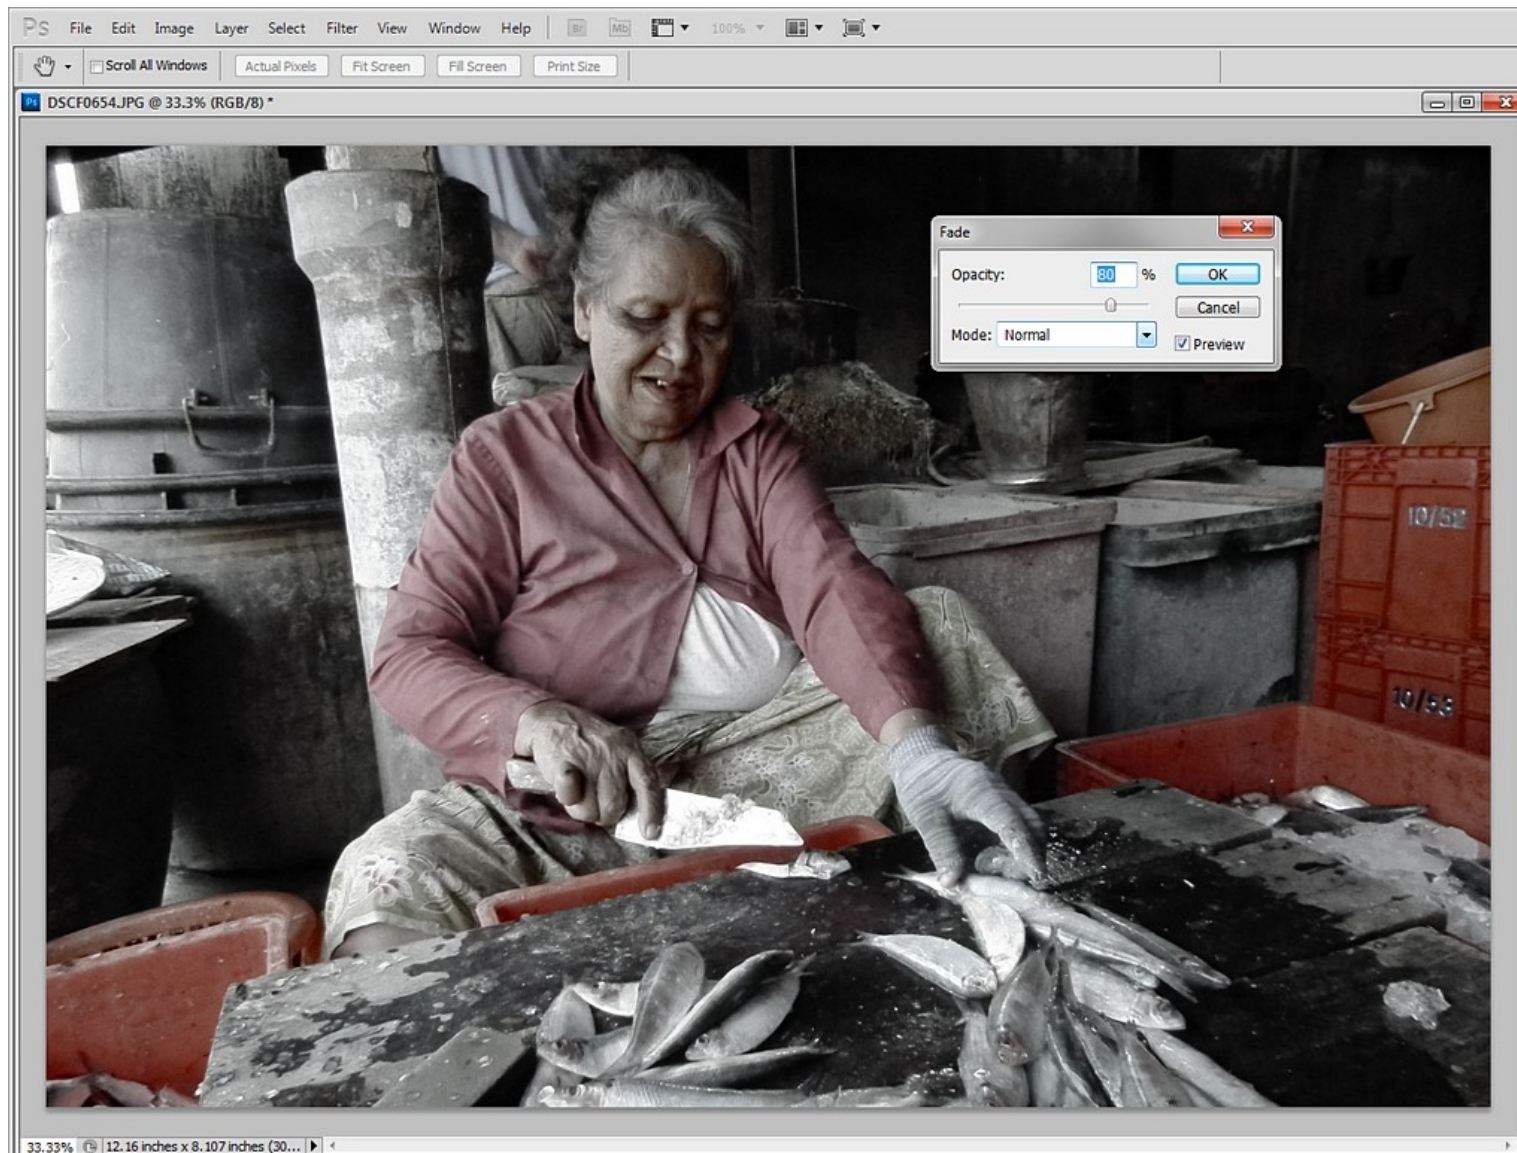 PS File Edit Image Layer Select Filter View Window Help Br Mb 100%
Scroll All Windows Actual Pixels Fit Screen Fill Screen Print Size
Ps DSCF0654.JPG @ 33.3% (RGB/8) *
Fade
Opacity: 80 % OK
Cancel
Mode: Normal
Preview
10/52
10/53
33.33% 12.16 inches x 8.107 inches (30...